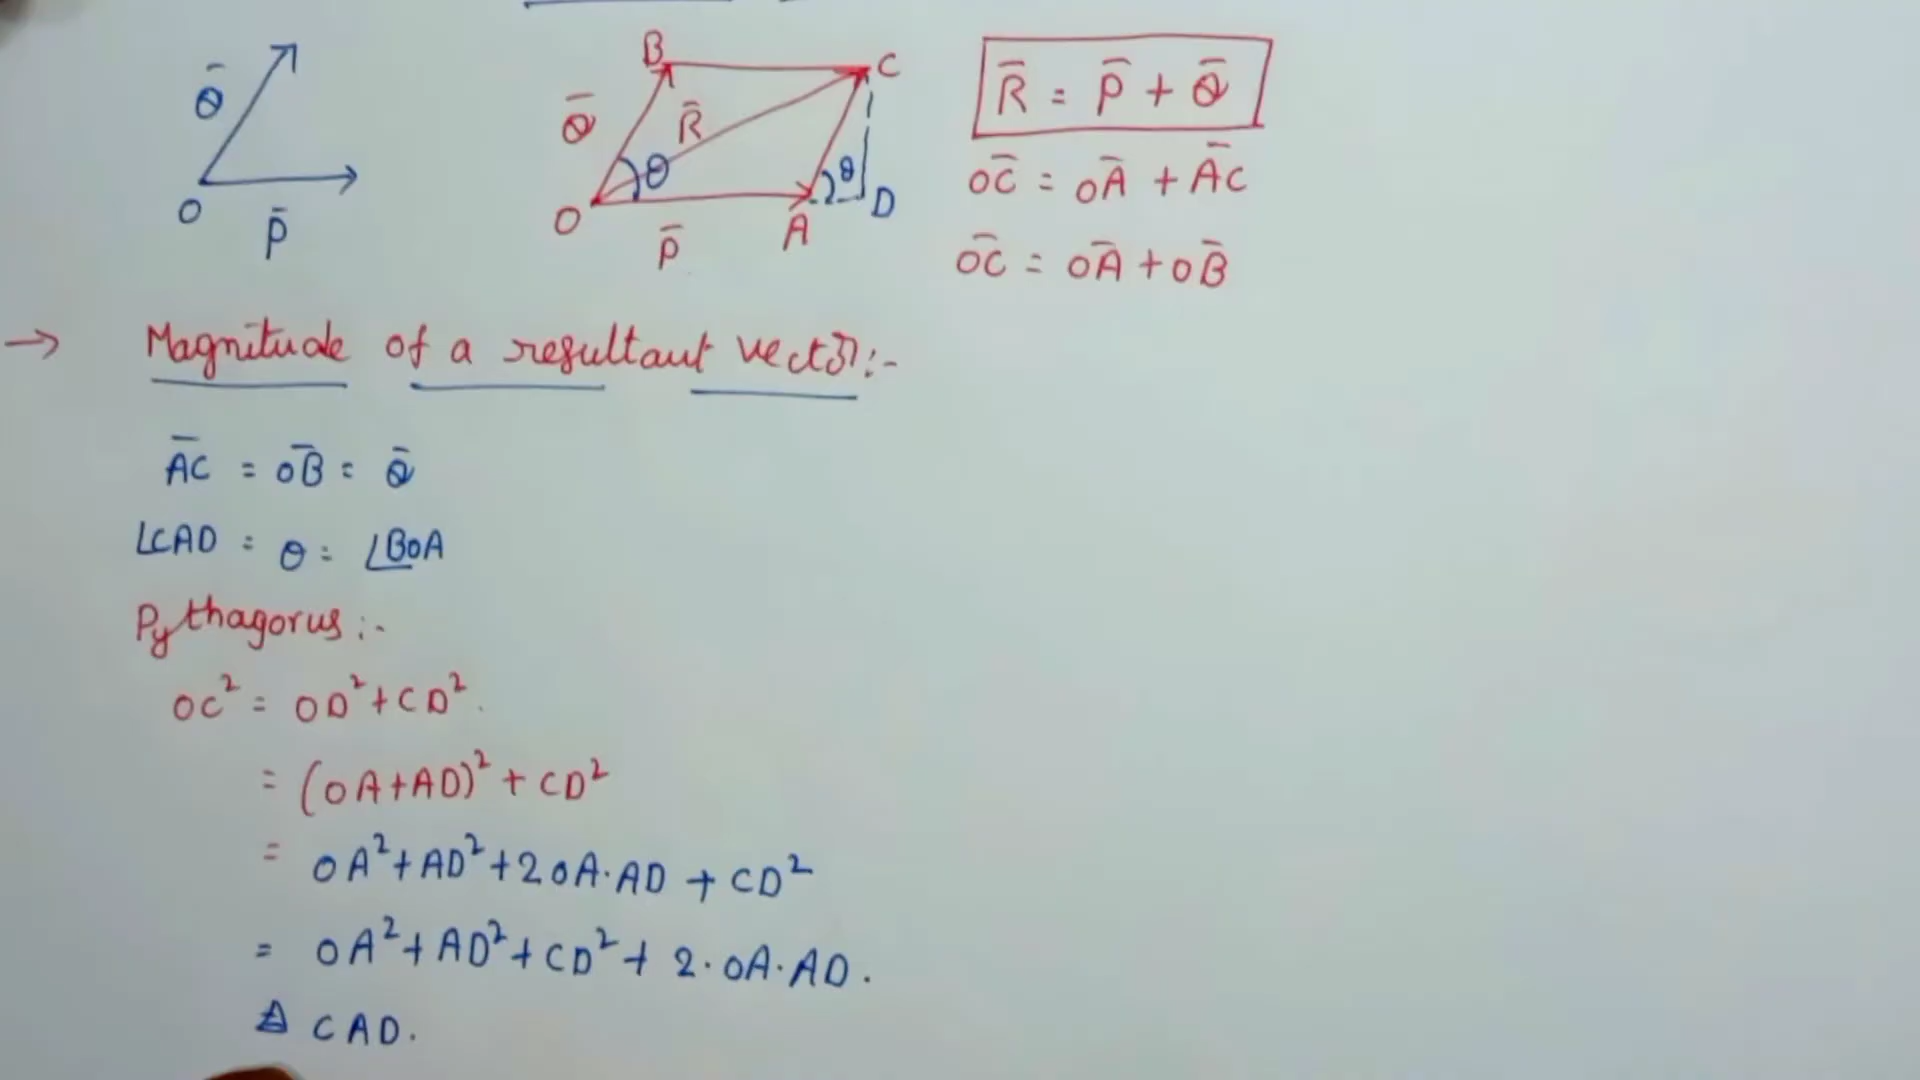 Q̄
O
P̄
B
C
Q̄
R̄
θ
θ
O
P̄
A
D
R̄ = P̄ + Q̄
OC̄ = OĀ + ĀC
OC̄ = OĀ + OB̄
→ Magnitude of a resultant vector:-
ĀC = OB̄ = Q̄
∠CAD = θ = ∠BOA
Pythagorus:-
OC² = OD² + CD².
= (OA+AD)² + CD²
= OA² + AD² + 2OA·AD + CD²
= OA² + AD² + CD² + 2·OA·AD.
Δ CAD.